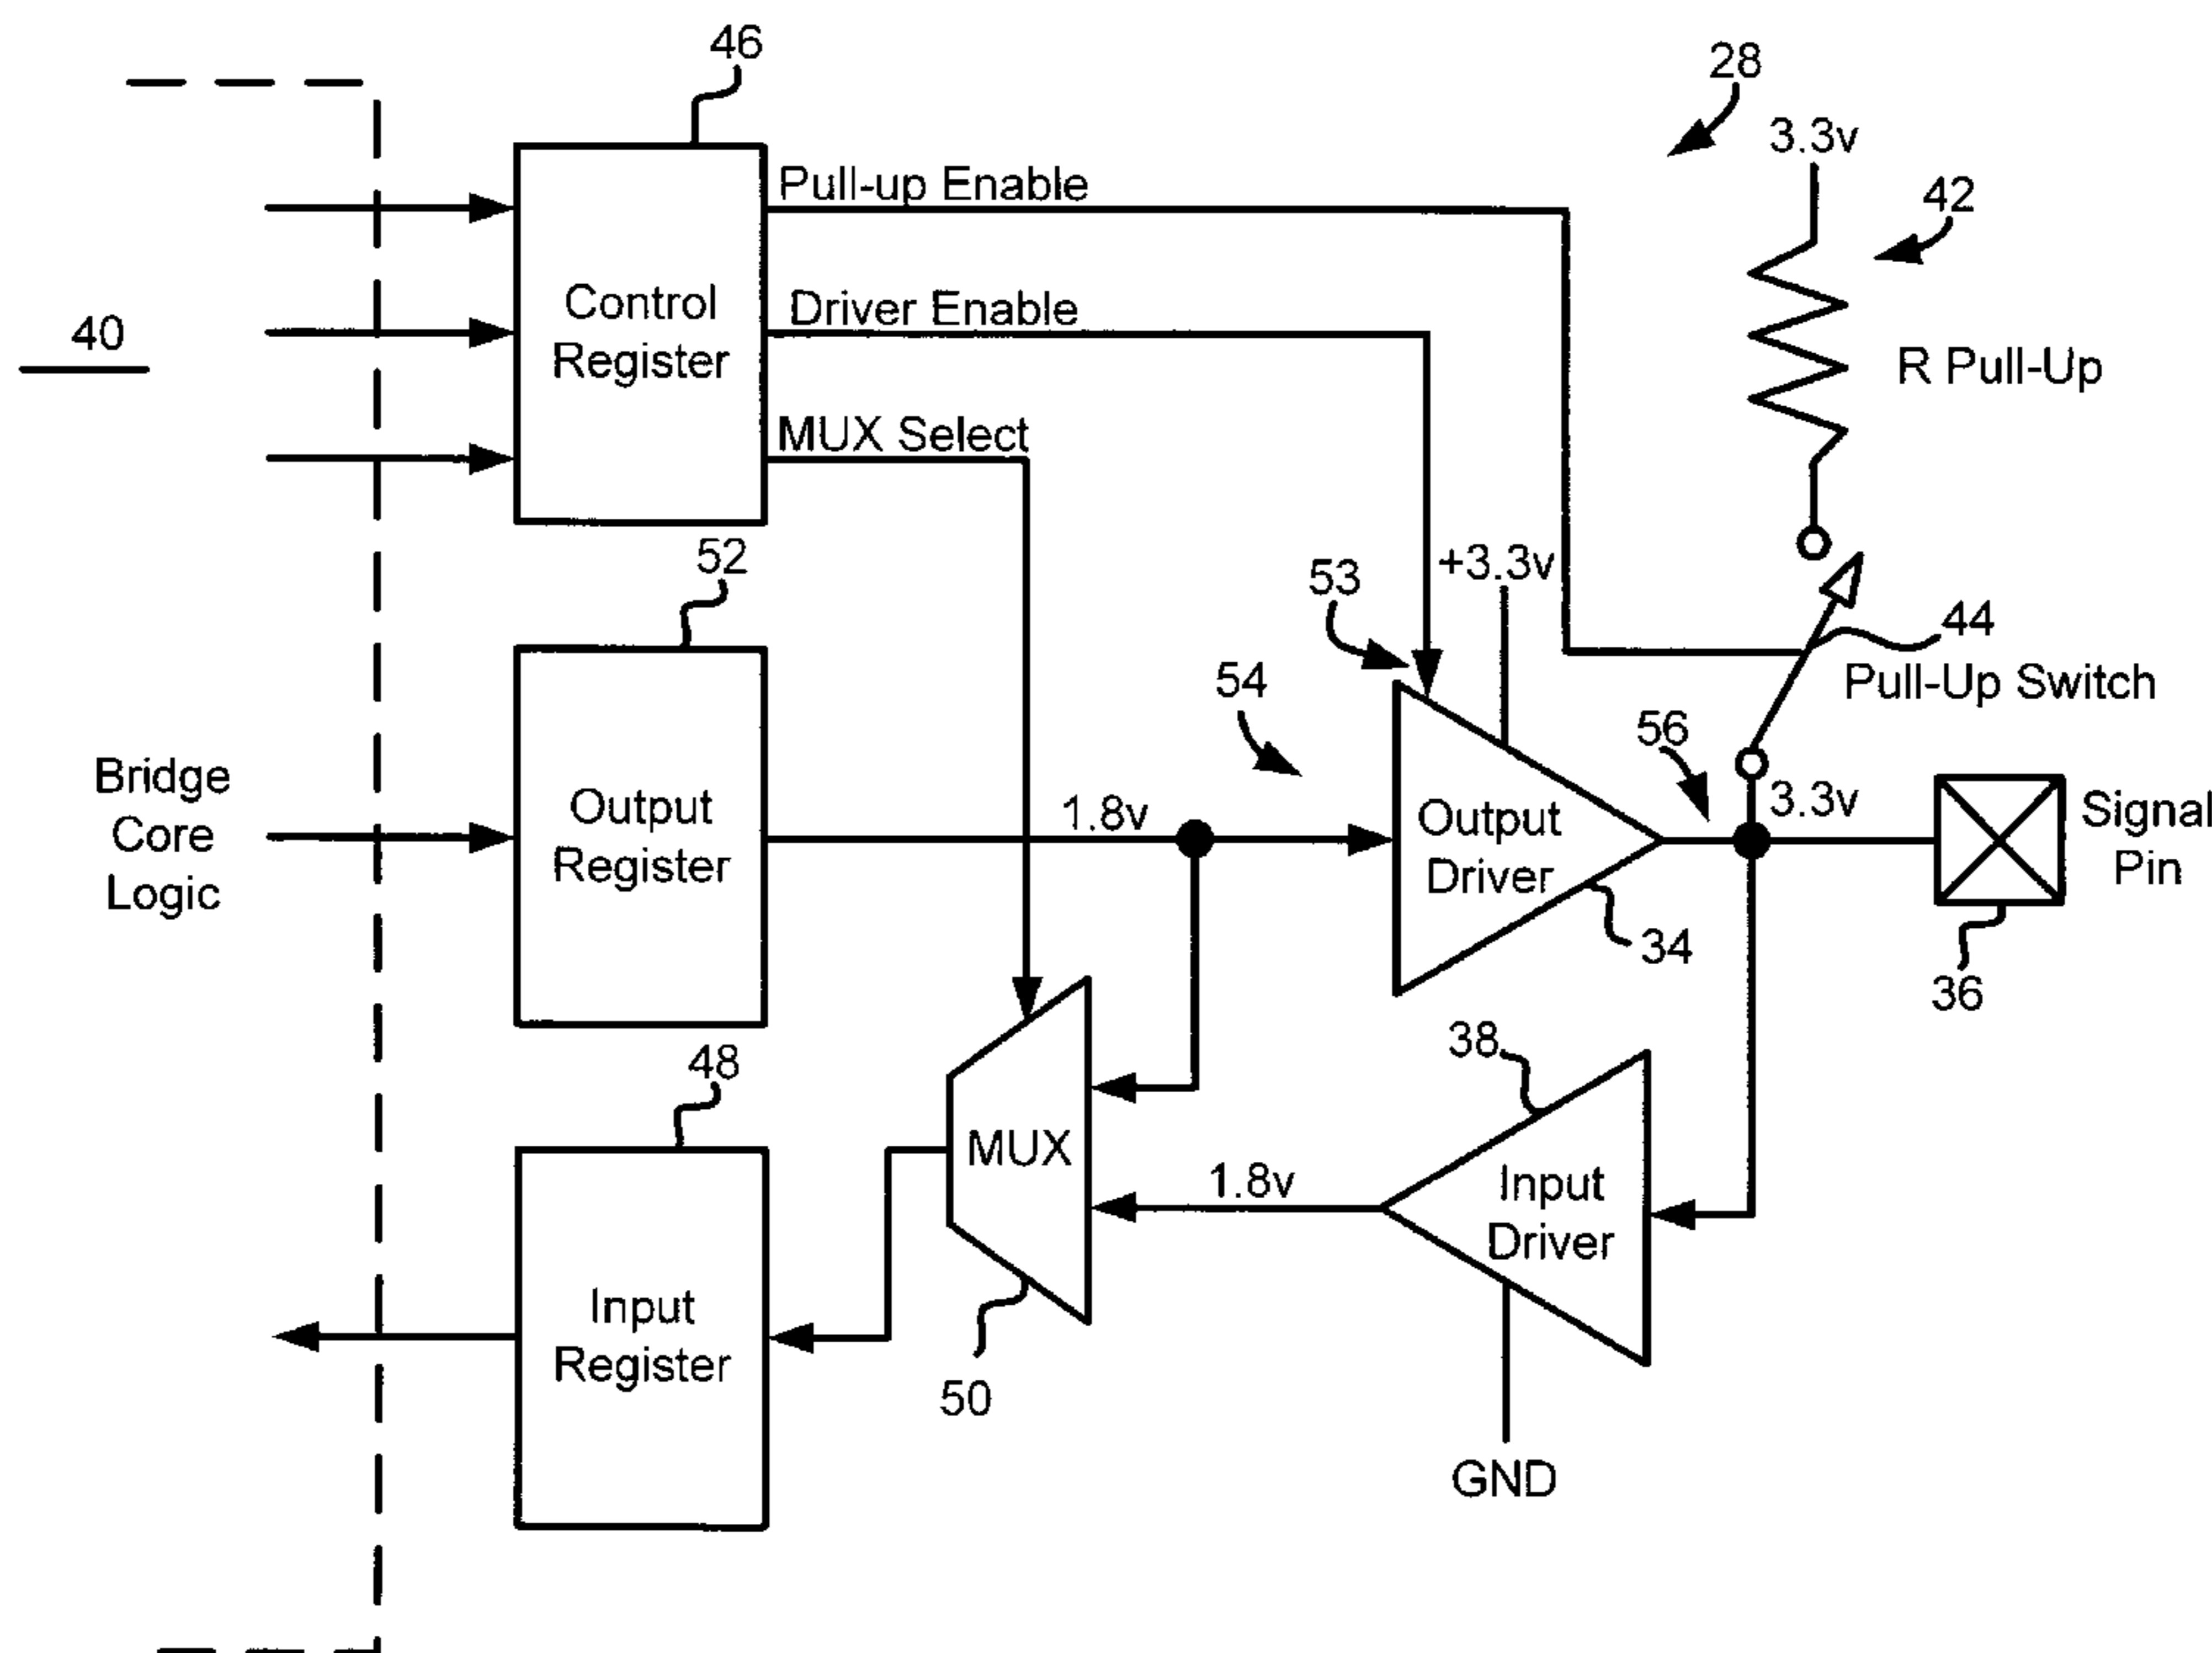 46
28
3.3v
Pull-up Enable
42
Control
Register
Driver Enable
40
R Pull-Up
MUX Select
52
+3.3v
53
44
Pull-Up Switch
54
56
Bridge
Core
Logic
Output
Register
1.8v
Output
Driver
3.3v
Signal
Pin
34
36
48
38
MUX
1.8v
Input
Driver
Input
Register
50
GND